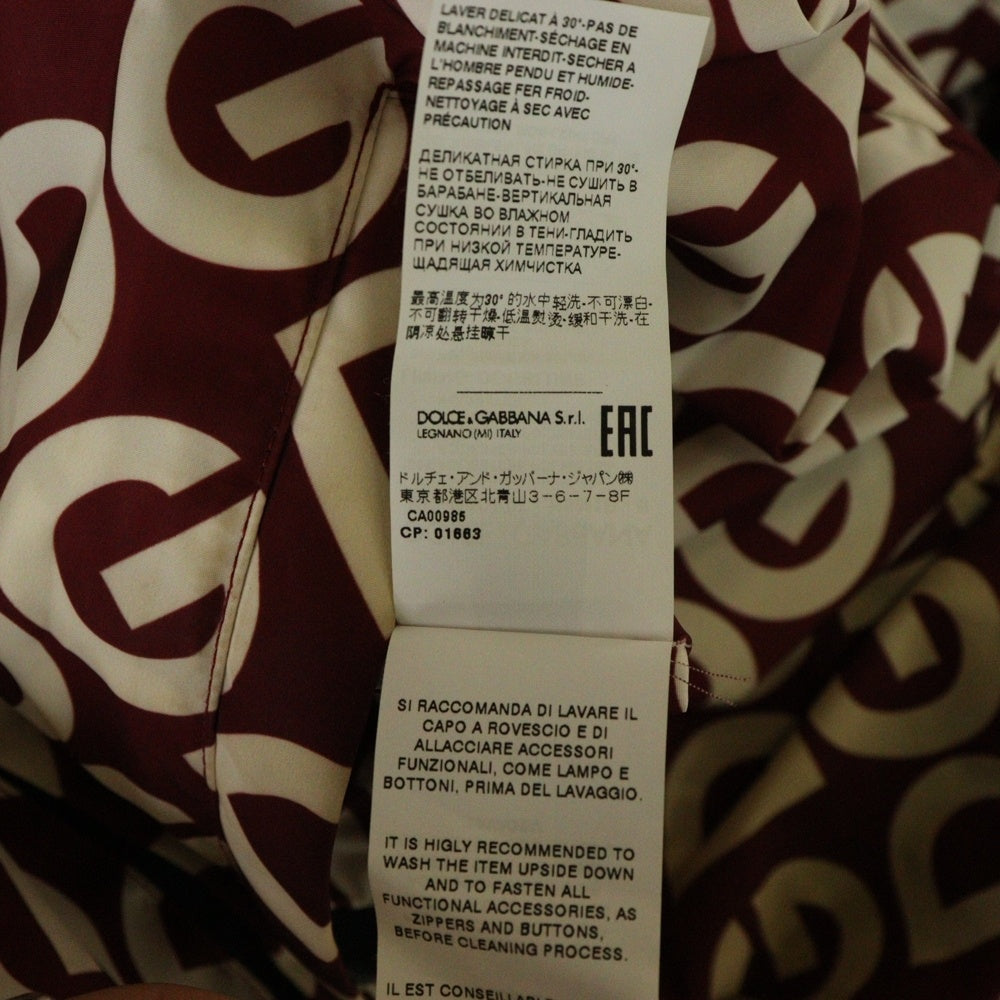 LAVER DELICAT À 30°-PAS DE
BLANCHIMENT-SÉCHAGE EN
MACHINE INTERDIT-SECHER A
L'HOMBRE PENDU ET HUMIDE-
REPASSAGE FER FROID-
NETTOYAGE À SEC AVEC
PRÉCAUTION
ДЕЛИКАТНАЯ СТИРКА ПРИ 30°-
НЕ ОТБЕЛИВАТЬ-НЕ СУШИТЬ В
БАРАБАНЕ-ВЕРТИКАЛЬНАЯ
СУШКА ВО ВЛАЖНОМ
СОСТОЯНИИ В ТЕНИ-ГЛАДИТЬ
ПРИ НИЗКОЙ ТЕМПЕРАТУРЕ-
ЩАДЯЩАЯ ХИМЧИСТКА
最高温度为30°的水中轻洗-不可漂白-
不可翻转干燥-低温熨烫-缓和干洗-在
阴凉处悬挂晾干
DOLCE&GABBANA S.r.l.
LEGNANO (MI) ITALY
EAC
ドルチェ・アンド・ガッバーナ・ジャパン㈱
東京都港区北青山3-6-7-8F
CA00985
CP: 01663
SI RACCOMANDA DI LAVARE IL
CAPO A ROVESCIO E DI
ALLACCIARE ACCESSORI
FUNZIONALI, COME LAMPO E
BOTTONI, PRIMA DEL LAVAGGIO.
IT IS HIGLY RECOMMENDED TO
WASH THE ITEM UPSIDE DOWN
AND TO FASTEN ALL
FUNCTIONAL ACCESSORIES, AS
ZIPPERS AND BUTTONS,
BEFORE CLEANING PROCESS.
IL EST CONSEILLABLE